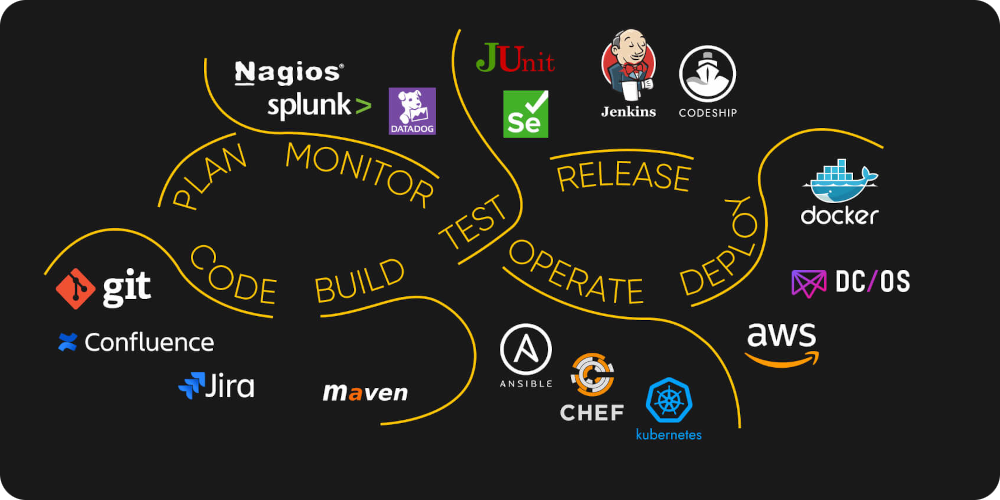 Nagios®
splunk>
DATADOG
JUnit
Se
Jenkins
CODESHIP
PLAN
MONITOR
TEST
RELEASE
DEPLOY
docker
CODE
BUILD
OPERATE
git
Confluence
Jira
maven
ANSIBLE
CHEF
kubernetes
DC/OS
aws